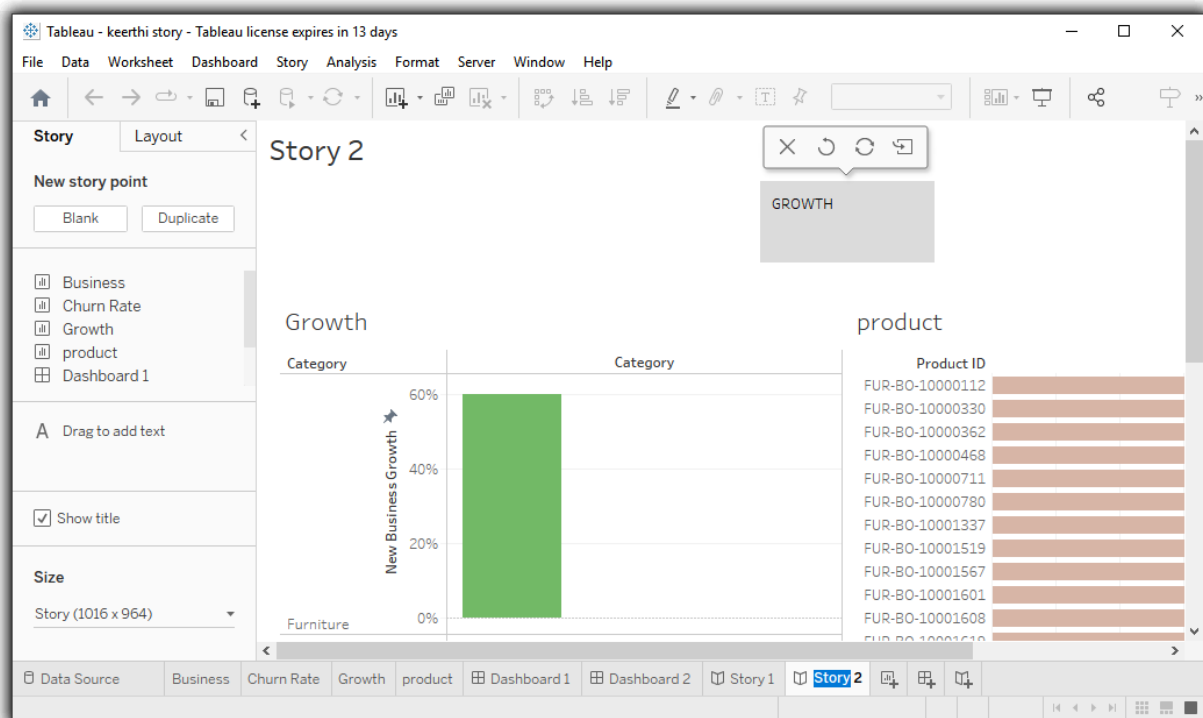 Tableau - keerthi story - Tableau license expires in 13 days
File Data Worksheet Dashboard Story Analysis Format Server Window Help
Story Layout
Story 2
New story point
Blank Duplicate
GROWTH
Business
Churn Rate
Growth
product
Dashboard 1
A Drag to add text
Show title
Size
Story (1016 x 964)
Growth
Category Category
60%
40%
20%
0%
New Business Growth
Furniture
product
Product ID
FUR-BO-10000112
FUR-BO-10000330
FUR-BO-10000362
FUR-BO-10000468
FUR-BO-10000711
FUR-BO-10000780
FUR-BO-10001337
FUR-BO-10001519
FUR-BO-10001567
FUR-BO-10001601
FUR-BO-10001608
FUR-BO-10001619
Data Source Business Churn Rate Growth product Dashboard 1 Dashboard 2 Story 1 Story 2